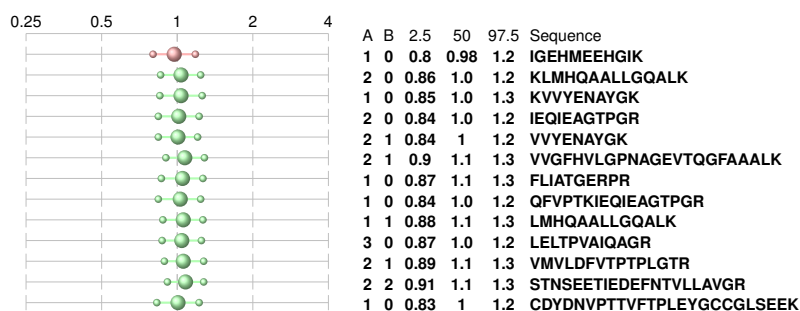 0.25 0.5 1 2 4
A B 2.5 50 97.5 Sequence
1 0 0.8 0.98 1.2 IGEHMEEHGIK
2 0 0.86 1.0 1.2 KLMHQAALLGQALK
1 0 0.85 1.0 1.3 KVVYENAYGK
2 0 0.84 1.0 1.2 IEQIEAGTPGR
2 1 0.84 1 1.2 VVYENAYGK
2 1 0.9 1.1 1.3 VVGFHVLGPNAGEVTQGFAAALK
1 0 0.87 1.1 1.3 FLIATGERPR
1 0 0.84 1.0 1.2 QFVPTKIEQIEAGTPGR
1 1 0.88 1.1 1.3 LMHQAALLGQALK
3 0 0.87 1.0 1.2 LELTPVAIQAGR
2 1 0.89 1.1 1.3 VMVLDFVTPTPLGTR
2 2 0.91 1.1 1.3 STNSEETIEDEFNTVLLAVGR
1 0 0.83 1 1.2 CDYDNVPTTVFTPLEYGCCGLSEEK